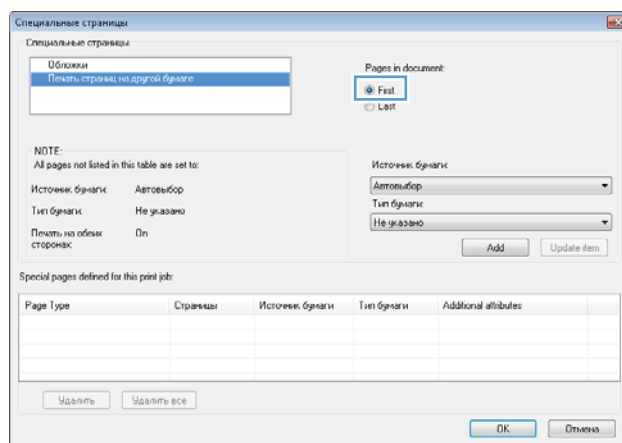 Специальные страницы
Специальные страницы
Обложки
Печать страниц на другой бумаге
Pages in document:
First
Last
NOTE:
All pages not listed in this table are set to:
Источник бумаги: Автовыбор
Тип бумаги: Не указано
Печать на обеих сторонах: On
Источник бумаги:
Автовыбор
Тип бумаги:
Не указано
Add Update item
Special pages defined for this print job:
Page Type Страницы Источник бумаги Тип бумаги Additional attributes
Удалить Удалить все
OK Отмена